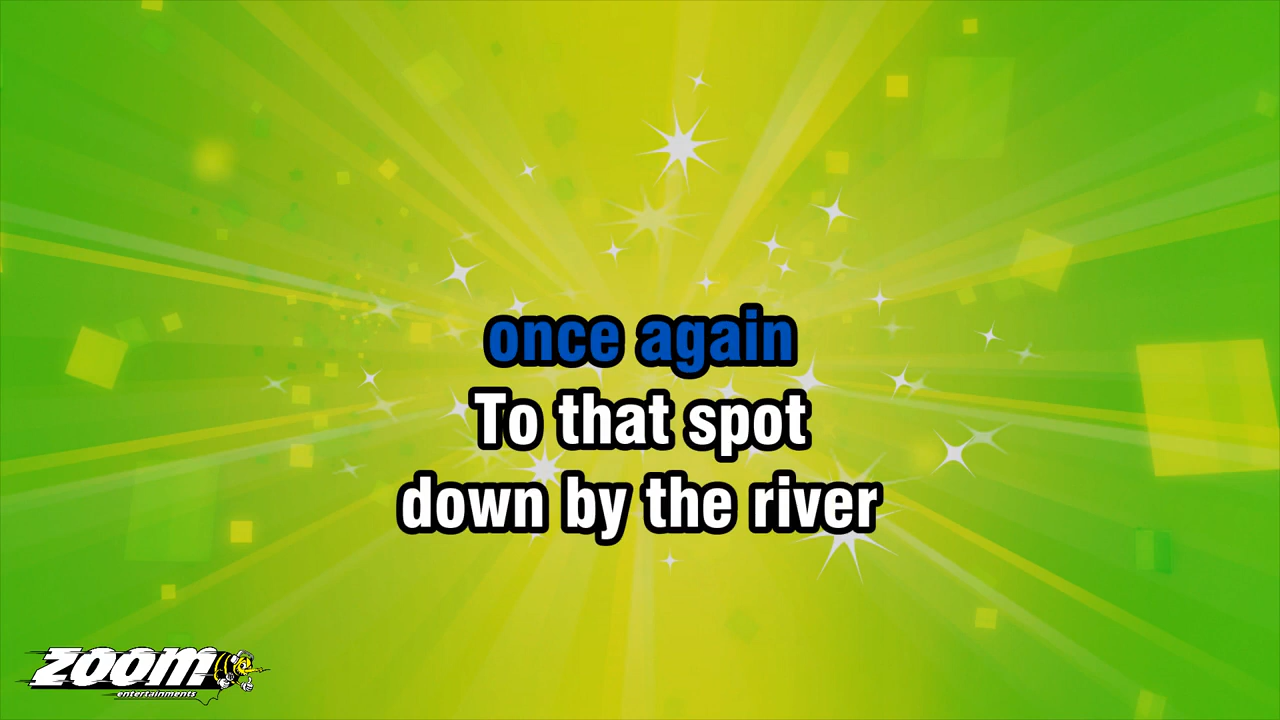 once again
To that spot
down by the river
zoom
entertainments